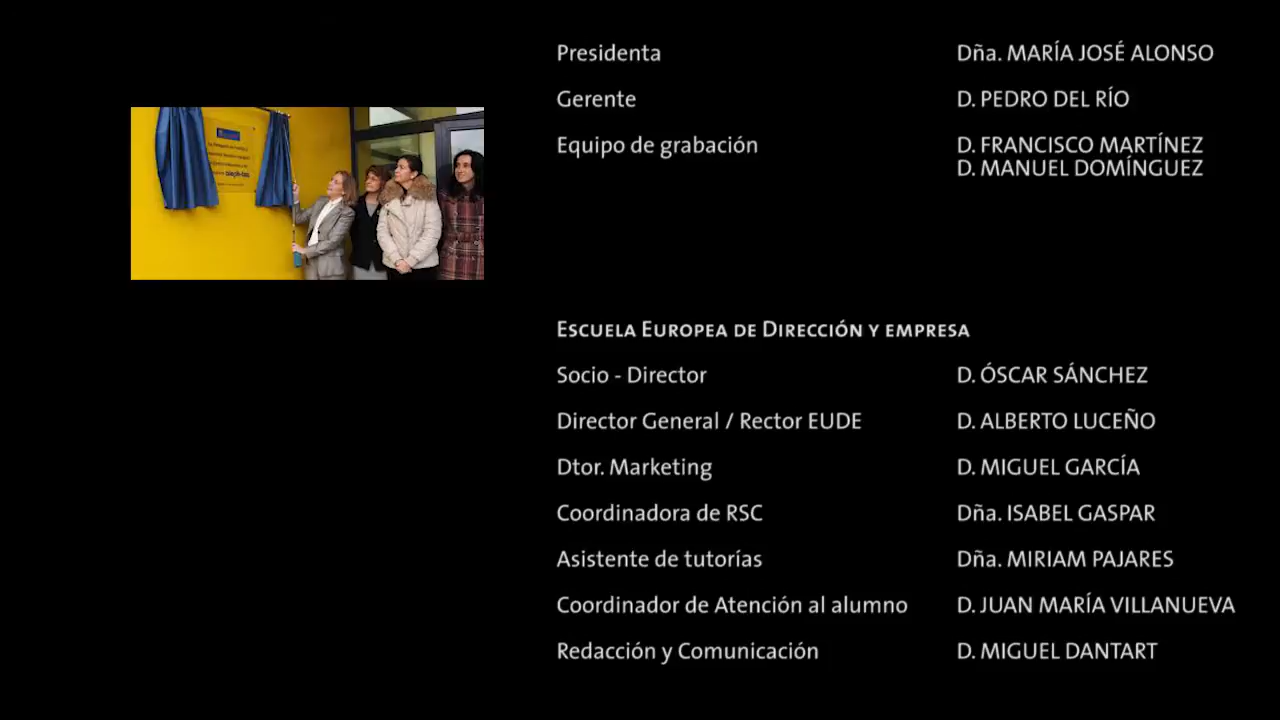 Presidenta Dña. MARÍA JOSÉ ALONSO
Gerente D. PEDRO DEL RÍO
Equipo de grabación D. FRANCISCO MARTÍNEZ
D. MANUEL DOMÍNGUEZ
ESCUELA EUROPEA DE DIRECCIÓN Y EMPRESA
Socio - Director D. ÓSCAR SÁNCHEZ
Director General / Rector EUDE D. ALBERTO LUCEÑO
Dtor. Marketing D. MIGUEL GARCÍA
Coordinadora de RSC Dña. ISABEL GASPAR
Asistente de tutorías Dña. MIRIAM PAJARES
Coordinador de Atención al alumno D. JUAN MARÍA VILLANUEVA
Redacción y Comunicación D. MIGUEL DANTART